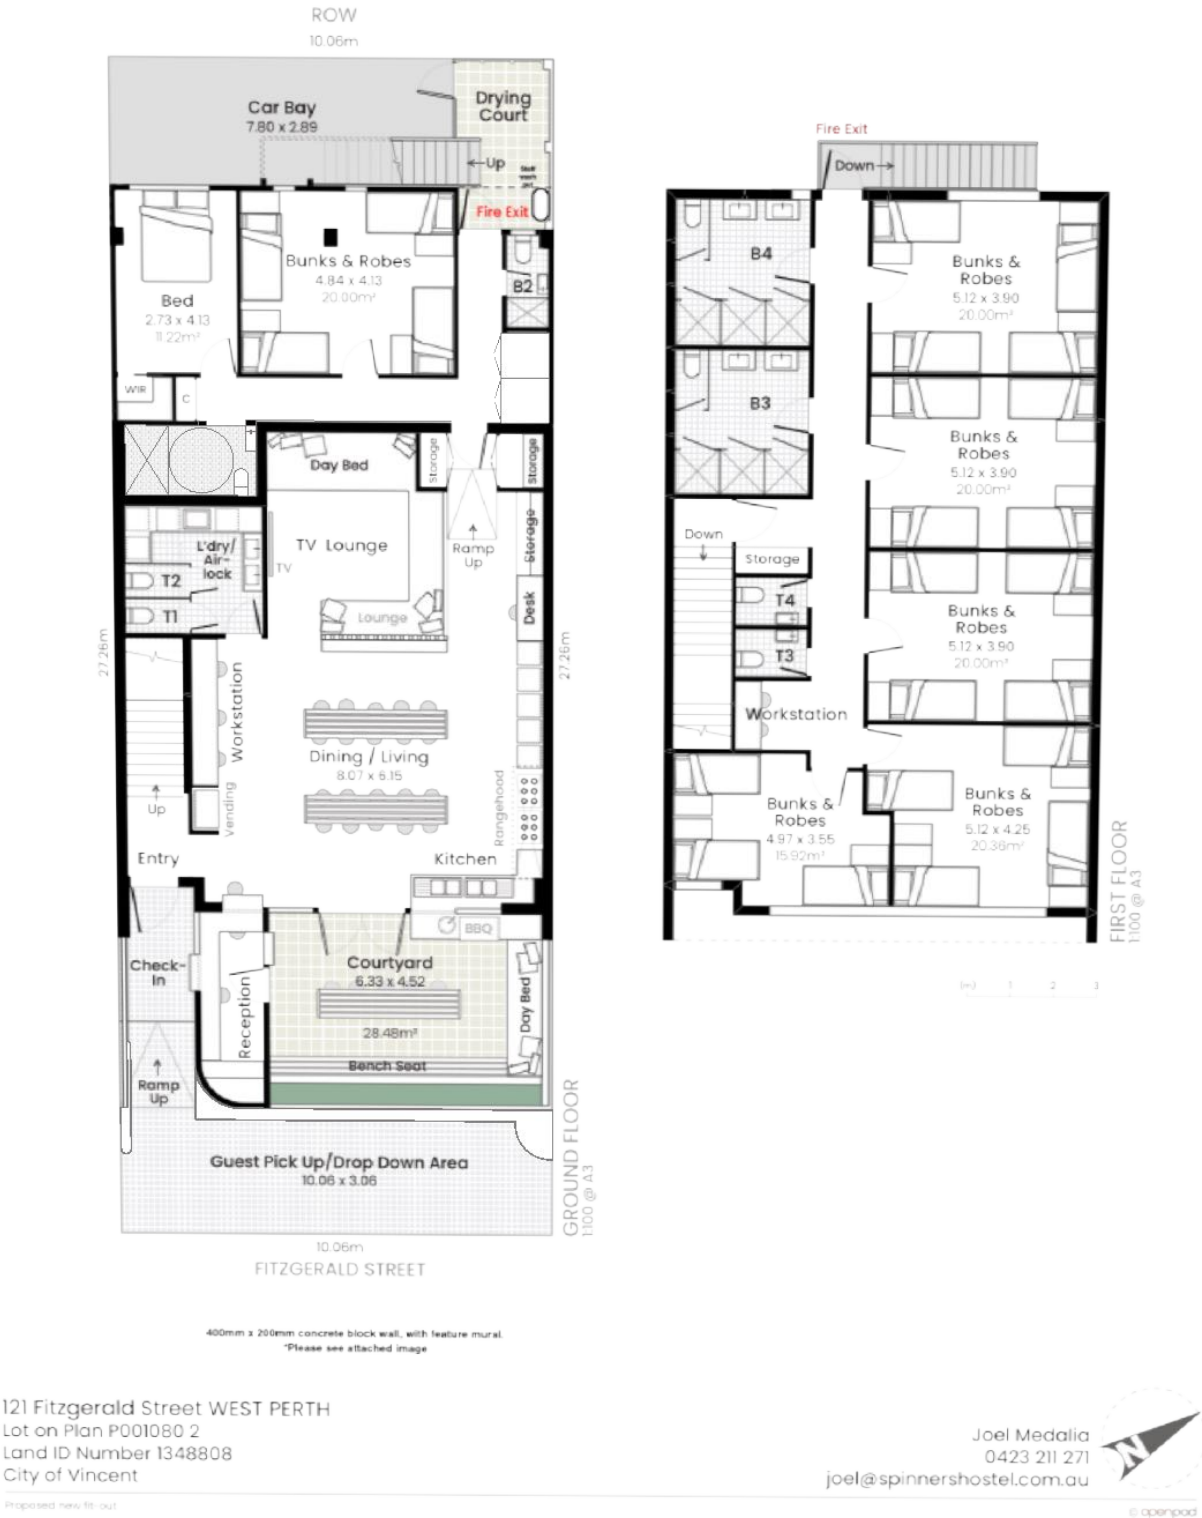 ROW
10.06m
Car Bay
7.80 x 2.89
Drying
Court
Up
Fire Exit
Bed
2.73 x 4.13
11.22m²
Bunks & Robes
4.84 x 4.13
20.00m²
B2
WIR
C
Day Bed
Storage
Storage
TV Lounge
Ramp
Up
Storage
L'dry/
Air-
lock
TV
T2
T1
Lounge
Desk
27.26m
27.26m
Workstation
Dining / Living
8.07 x 6.15
Vending
Rangehood
Up
Entry
Kitchen
BBQ
Check-
In
Reception
Courtyard
6.33 x 4.52
28.48m²
Day Bed
Bench Seat
Ramp
Up
Guest Pick Up/Drop Down Area
10.06 x 3.06
10.06m
FITZGERALD STREET
GROUND FLOOR
1:100 @ A3
Fire Exit
Down
B4
Bunks &
Robes
5.12 x 3.90
20.00m²
B3
Bunks &
Robes
5.12 x 3.90
20.00m²
Down
Storage
T4
T3
Bunks &
Robes
5.12 x 3.90
20.00m²
Workstation
Bunks &
Robes
4.97 x 3.55
15.92m²
Bunks &
Robes
5.12 x 4.25
20.36m²
FIRST FLOOR
1:100 @ A3
(m) 1 2 3
400mm x 200mm concrete block wall, with feature mural.
*Please see attached image
121 Fitzgerald Street WEST PERTH
Lot on Plan P001080 2
Land ID Number 1348808
City of Vincent
Proposed new fit-out
Joel Medalia
0423 211 271
joel@spinnershostel.com.au
N
© openpad